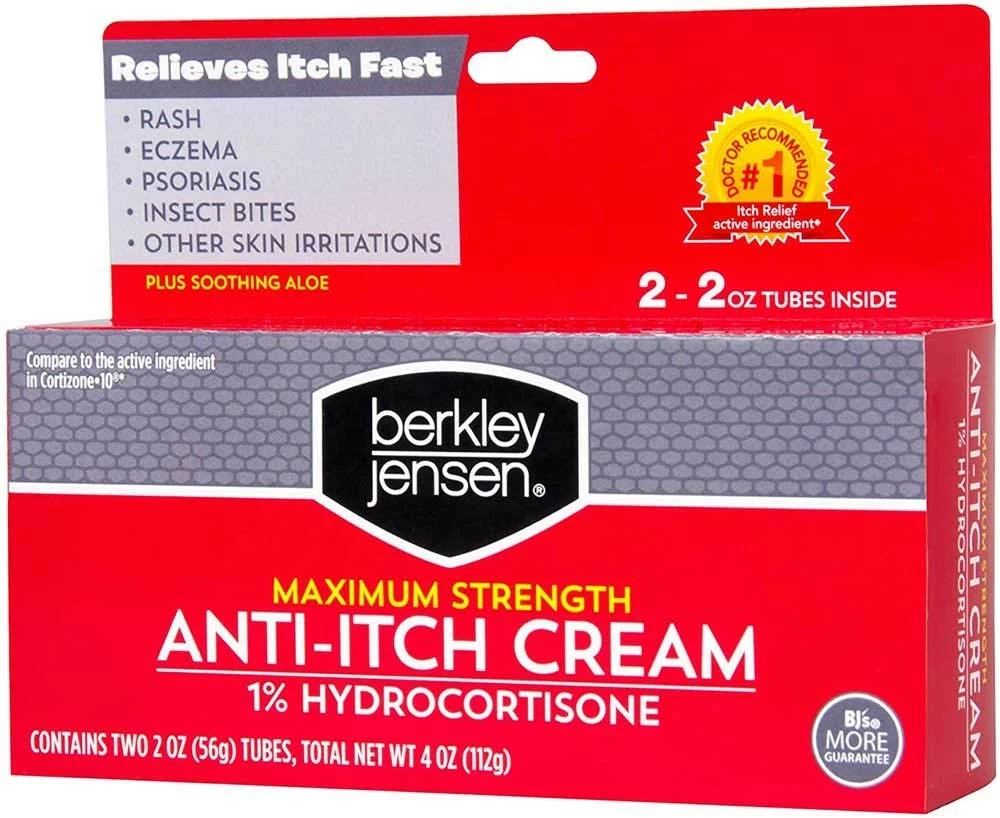 Relieves Itch Fast
• RASH
• ECZEMA
• PSORIASIS
• INSECT BITES
• OTHER SKIN IRRITATIONS
PLUS SOOTHING ALOE
DOCTOR RECOMMENDED
#1
Itch Relief
active ingredient*
2 - 2 OZ TUBES INSIDE
Compare to the active ingredient
in Cortizone•10®*
berkley
jensen®
MAXIMUM STRENGTH
ANTI-ITCH CREAM
1% HYDROCORTISONE
CONTAINS TWO 2 OZ (56g) TUBES, TOTAL NET WT 4 OZ (112g)
BJ's®
MORE
GUARANTEE
MAXIMUM STRENGTH
ANTI-ITCH CREAM
1% HYDROCORTISONE